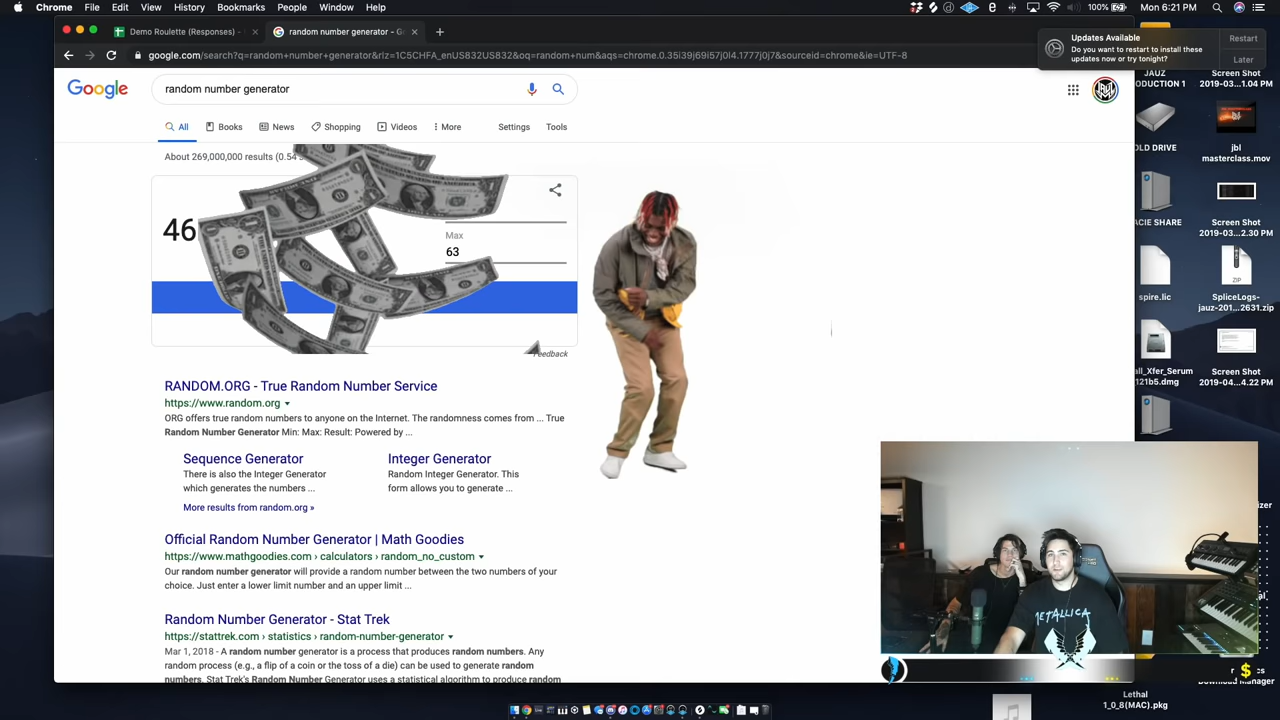 Chrome File Edit View History Bookmarks People Window Help
100% Mon 6:21 PM
Demo Roulette (Responses) -
random number generator - G
google.com/search?q=random+number+generator&rlz=1C5CHFA_enUS832US832&oq=random+num&aqs=chrome.0.35i39j69i57j0l4.1777j0j7&sourceid=chrome&ie=UTF-8
Updates Available
Do you want to restart to install these
updates now or try tonight?
Restart
Later
Google
random number generator
All Books News Shopping Videos More Settings Tools
About 269,000,000 results (0.54
46
Max
63
Feedback
RANDOM.ORG - True Random Number Service
https://www.random.org
ORG offers true random numbers to anyone on the Internet. The randomness comes from ... True
Random Number Generator Min: Max: Result: Powered by ...
Sequence Generator
There is also the Integer Generator
which generates the numbers ...
Integer Generator
Random Integer Generator. This
form allows you to generate ...
More results from random.org »
Official Random Number Generator | Math Goodies
https://www.mathgoodies.com › calculators › random_no_custom
Our random number generator will provide a random number between the two numbers of your
choice. Just enter a lower limit number and an upper limit ...
Random Number Generator - Stat Trek
https://stattrek.com › statistics › random-number-generator
Mar 1, 2018 - A random number generator is a process that produces random numbers. Any
random process (e.g., a flip of a coin or the toss of a die) can be used to generate random
numbers. Stat Trek's Random Number Generator uses a statistical algorithm to produce random
JAUZ
ODUCTION 1
Screen Shot
2019-03...1.04 PM
OLD DRIVE
jbl
masterclass.mov
ACIE SHARE
Screen Shot
2019-03...2.30 PM
spire.lic
ZIP
SpliceLogs-
jauz-201...2631.zip
ali_Xfer_Serum
121b5.dmg
Screen Shot
2019-04...4.22 PM
METALLICA
$
Download Manager
Lethal
1_0_8(MAC).pkg